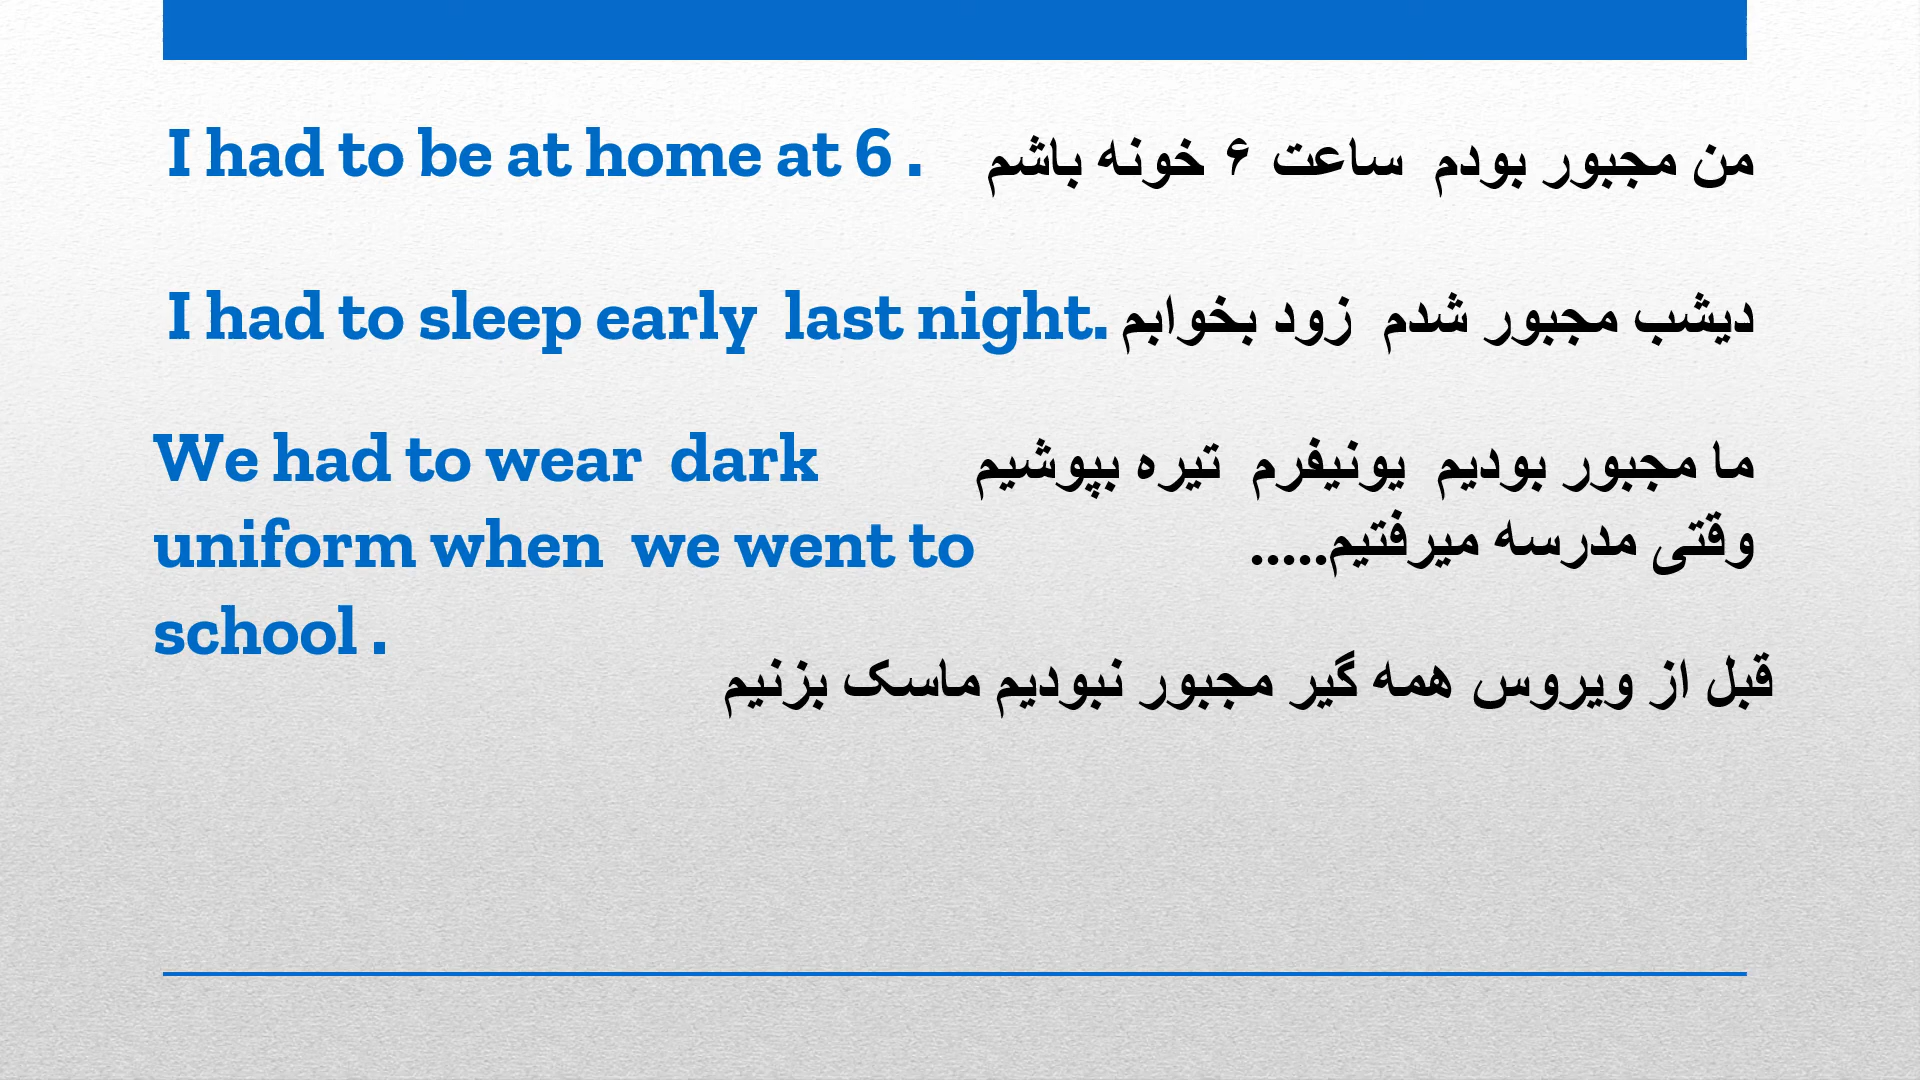 I had to be at home at 6 .
من مجبور بودم ساعت ۶ خونه باشم
I had to sleep early last night.
دیشب مجبور شدم زود بخوابم
We had to wear dark
uniform when we went to
school .
ما مجبور بودیم یونیفرم تیره بپوشیم
وقتی مدرسه میرفتیم.....
قبل از ویروس همه گیر مجبور نبودیم ماسک بزنیم